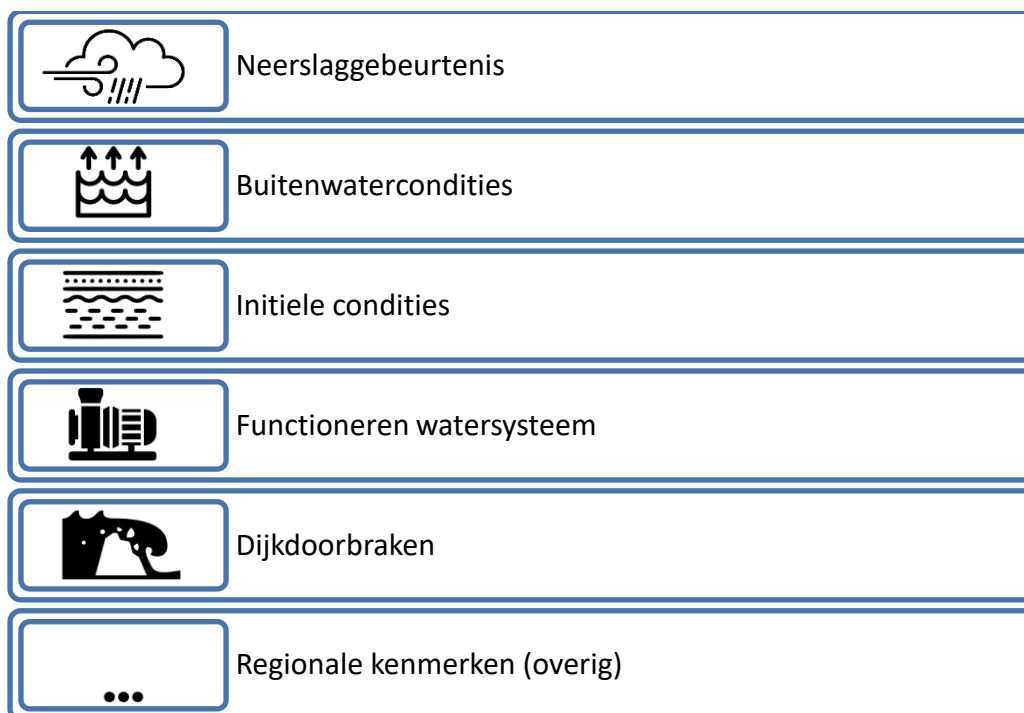 Neerslaggebeurtenis
Buitenwatercondities
Initiele condities
Functioneren watersysteem
Dijkdoorbraken
Regionale kenmerken (overig)